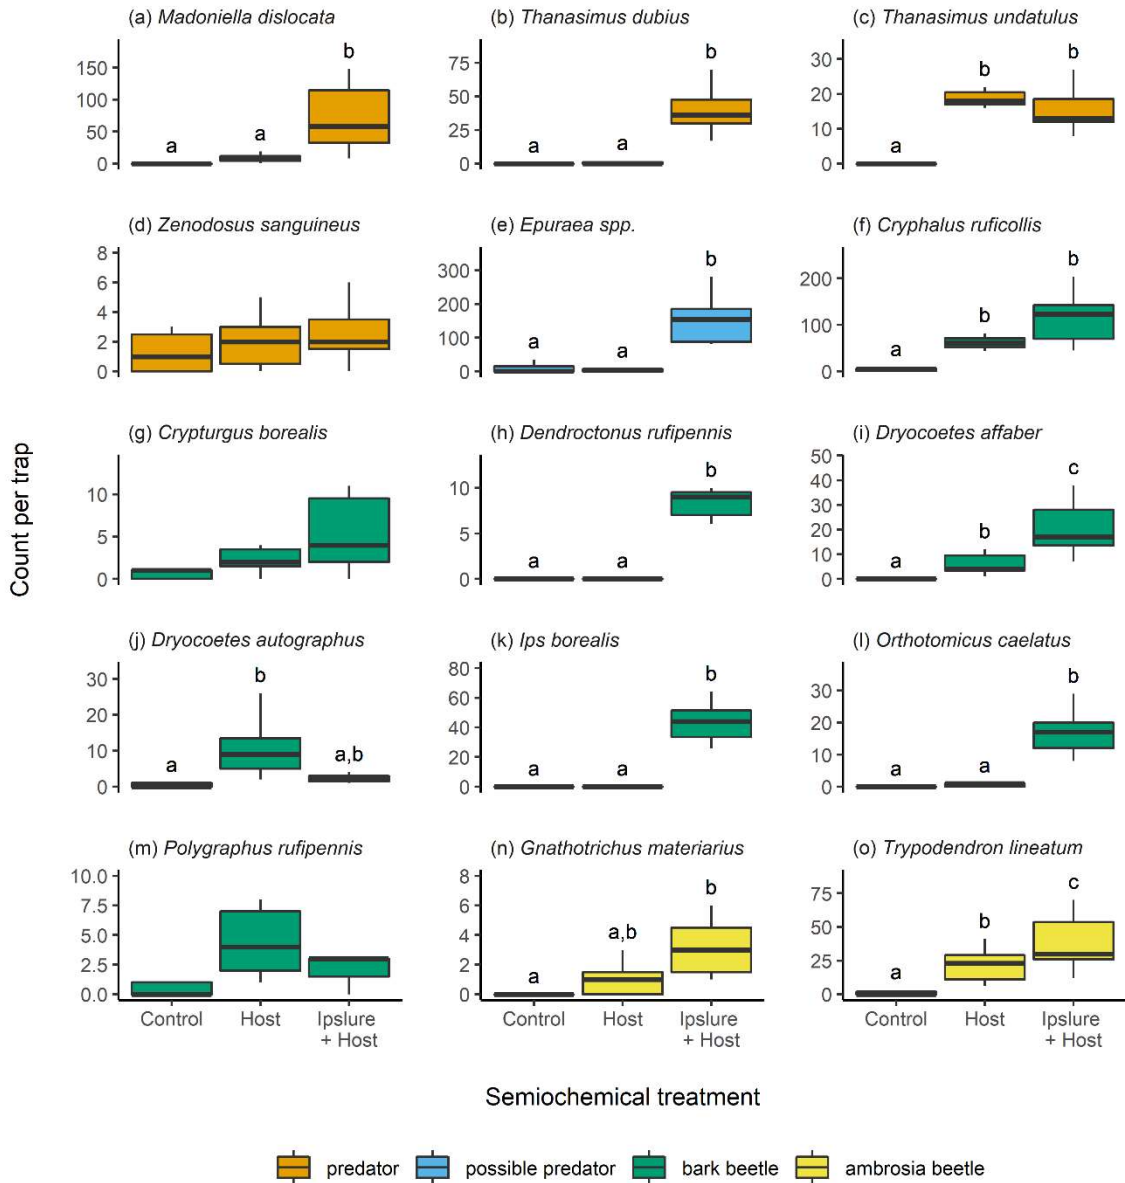 (a) Madoniella dislocata
150
100
50
0
a
a
b
(b) Thanasimus dubius
75
50
25
0
a
a
b
(c) Thanasimus undatulus
30
20
10
0
a
b
b
(d) Zenodosus sanguineus
8
6
4
2
0
(e) Epuraea spp.
300
200
100
0
a
a
b
(f) Cryphalus ruficollis
200
100
0
a
b
b
(g) Crypturgus borealis
10
5
0
(h) Dendroctonus rufipennis
10
5
0
a
a
b
(i) Dryocoetes affaber
50
40
30
20
10
0
a
b
c
(j) Dryocoetes autographus
30
20
10
0
a
b
a,b
(k) Ips borealis
80
60
40
20
0
a
a
b
(l) Orthotomicus caelatus
30
20
10
0
a
a
b
(m) Polygraphus rufipennis
10.0
7.5
5.0
2.5
0.0
Control
Host
Ipslure
+ Host
(n) Gnathotrichus materiarius
8
6
4
2
0
a
a,b
b
Control
Host
Ipslure
+ Host
(o) Trypodendron lineatum
75
50
25
0
a
b
c
Control
Host
Ipslure
+ Host
Count per trap
Semiochemical treatment
predator
possible predator
bark beetle
ambrosia beetle